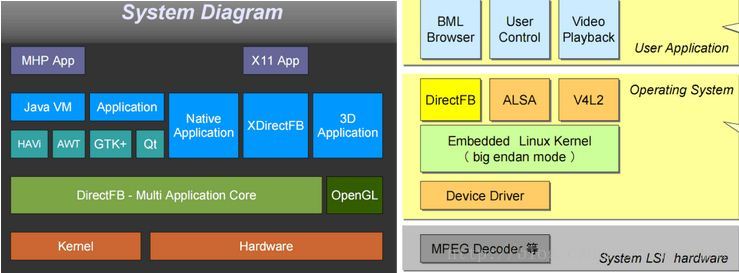 System Diagram
MHP App
X11 App
Java VM
Application
Native
Application
XDirectFB
3D
Application
HAVi
AWT
GTK+
Qt
DirectFB - Multi Application Core
OpenGL
Kernel
Hardware
BML
Browser
User
Control
Video
Playback
User Application
DirectFB
ALSA
V4L2
Operating System
Embedded Linux Kernel
( big endan mode )
Device Driver
MPEG Decoder 等
System LSI hardware